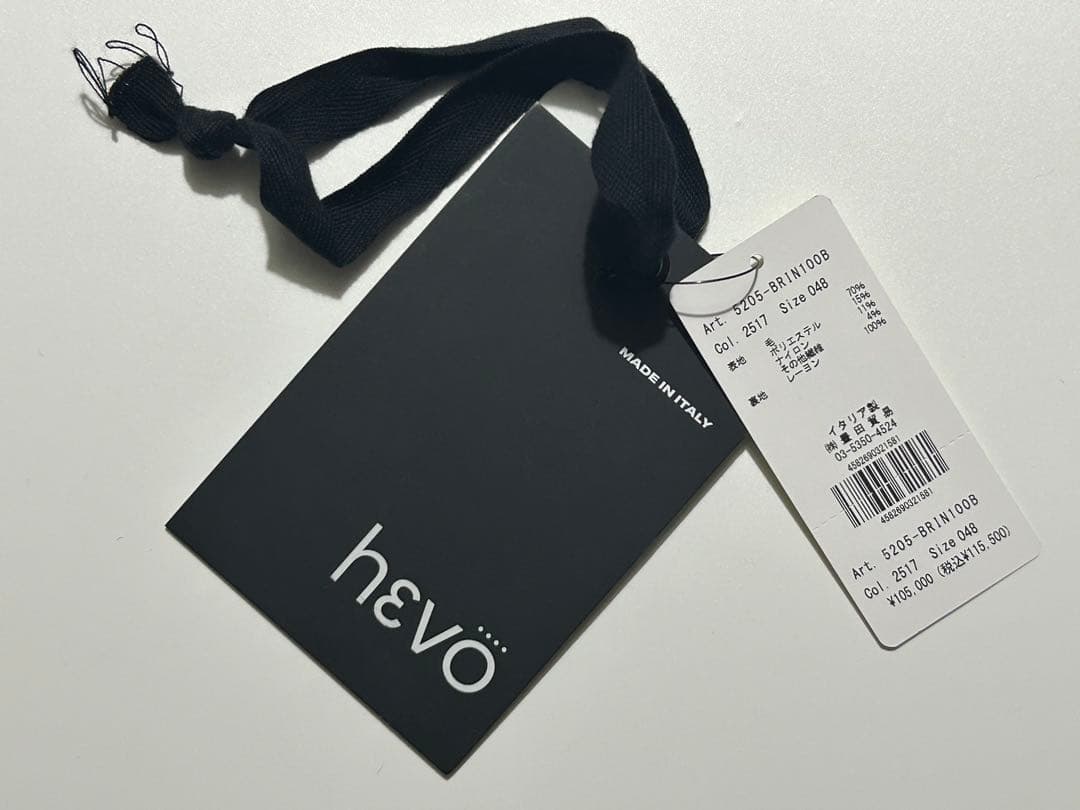 MADE IN ITALY
hεvö
Art. 5205-BRIN100B
Col. 2517 Size 048
表地 毛 70%
ポリエステル 15%
ナイロン 11%
その他繊維 4%
裏地 レーヨン 100%
イタリア製
㈱豊田貿易
03-5350-4524
4582690321581
4582690321581
Art. 5205-BRIN100B
Col. 2517 Size 048
¥105,000 (税込¥115,500)